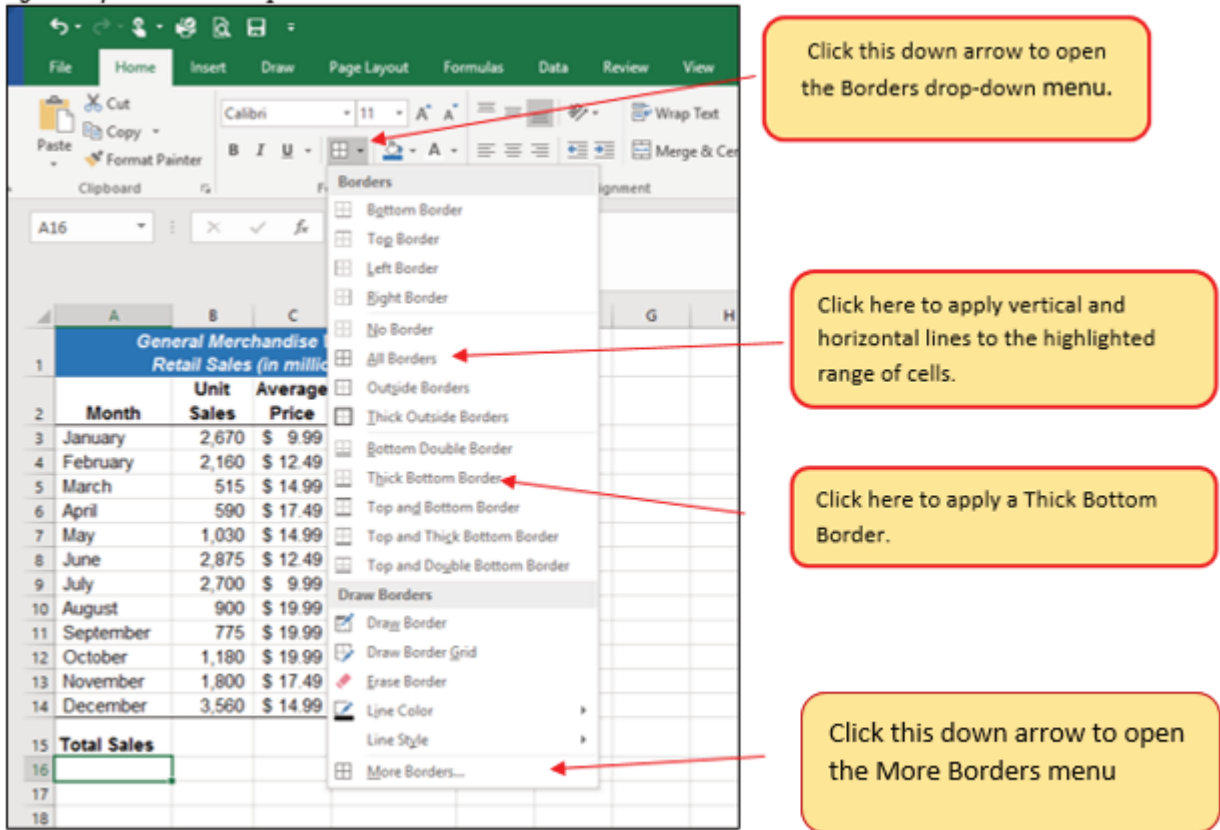 File Home Insert Draw Page Layout Formulas Data Review View
Cut
Copy
Paste
Format Painter
Calibri 11 A A
B I U A
Wrap Text
Merge & Cen
Clipboard F ignment
A16 fx
Borders
Bottom Border
Top Border
Left Border
Right Border
No Border
All Borders
Outside Borders
Thick Outside Borders
Bottom Double Border
Thick Bottom Border
Top and Bottom Border
Top and Thick Bottom Border
Top and Double Bottom Border
Draw Borders
Draw Border
Draw Border Grid
Erase Border
Line Color
Line Style
More Borders...
A B C G H
1 General Merchandise
Retail Sales (in millio
2 Month Unit Sales Average Price
3 January 2,670 $ 9.99
4 February 2,160 $ 12.49
5 March 515 $ 14.99
6 April 590 $ 17.49
7 May 1,030 $ 14.99
8 June 2,875 $ 12.49
9 July 2,700 $ 9.99
10 August 900 $ 19.99
11 September 775 $ 19.99
12 October 1,180 $ 19.99
13 November 1,800 $ 17.49
14 December 3,560 $ 14.99
15 Total Sales
16
17
18
Click this down arrow to open
the Borders drop-down menu.
Click here to apply vertical and
horizontal lines to the highlighted
range of cells.
Click here to apply a Thick Bottom
Border.
Click this down arrow to open
the More Borders menu